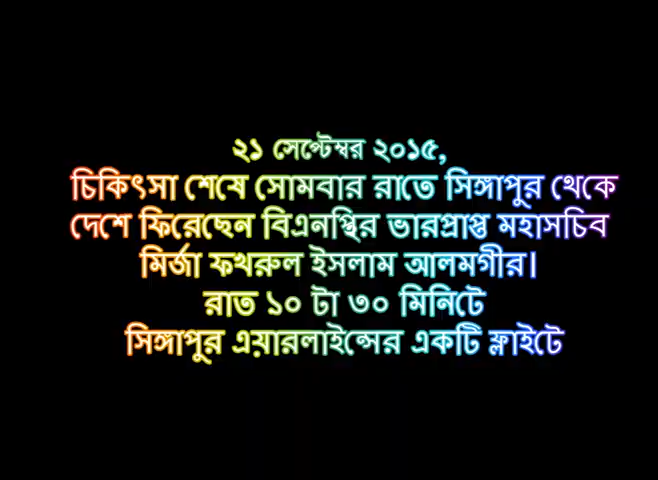 ২১ সেপ্টেম্বর ২০১৫,
চিকিৎসা শেষে সোমবার রাতে সিঙ্গাপুর থেকে
দেশে ফিরেছেন বিএনপ্থির ভারপ্রাপ্ত মহাসচিব
মির্জা ফখরুল ইসলাম আলমগীর।
রাত ১০ টা ৩০ মিনিটে
সিঙ্গাপুর এয়ারলাইন্সের একটি ফ্লাইটে